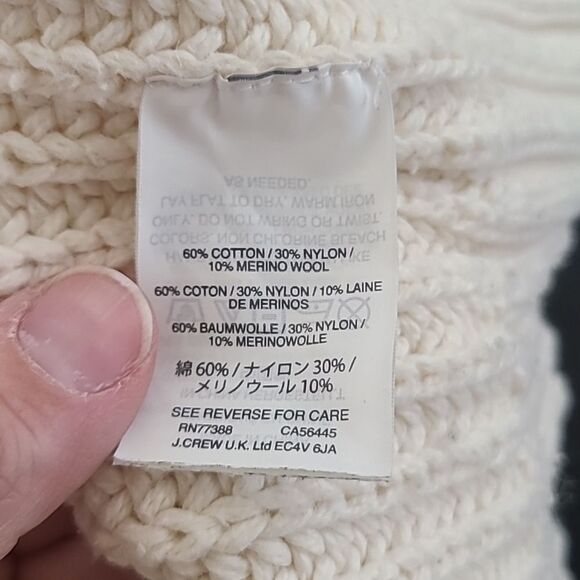 60% COTTON / 30% NYLON /
10% MERINO WOOL
60% COTON / 30% NYLON / 10% LAINE
DE MERINOS
60% BAUMWOLLE / 30% NYLON /
10% MERINOWOLLE
綿 60% / ナイロン 30% /
メリノウール 10%
SEE REVERSE FOR CARE
RN77388 CA56445
J.CREW U.K. Ltd EC4V 6JA